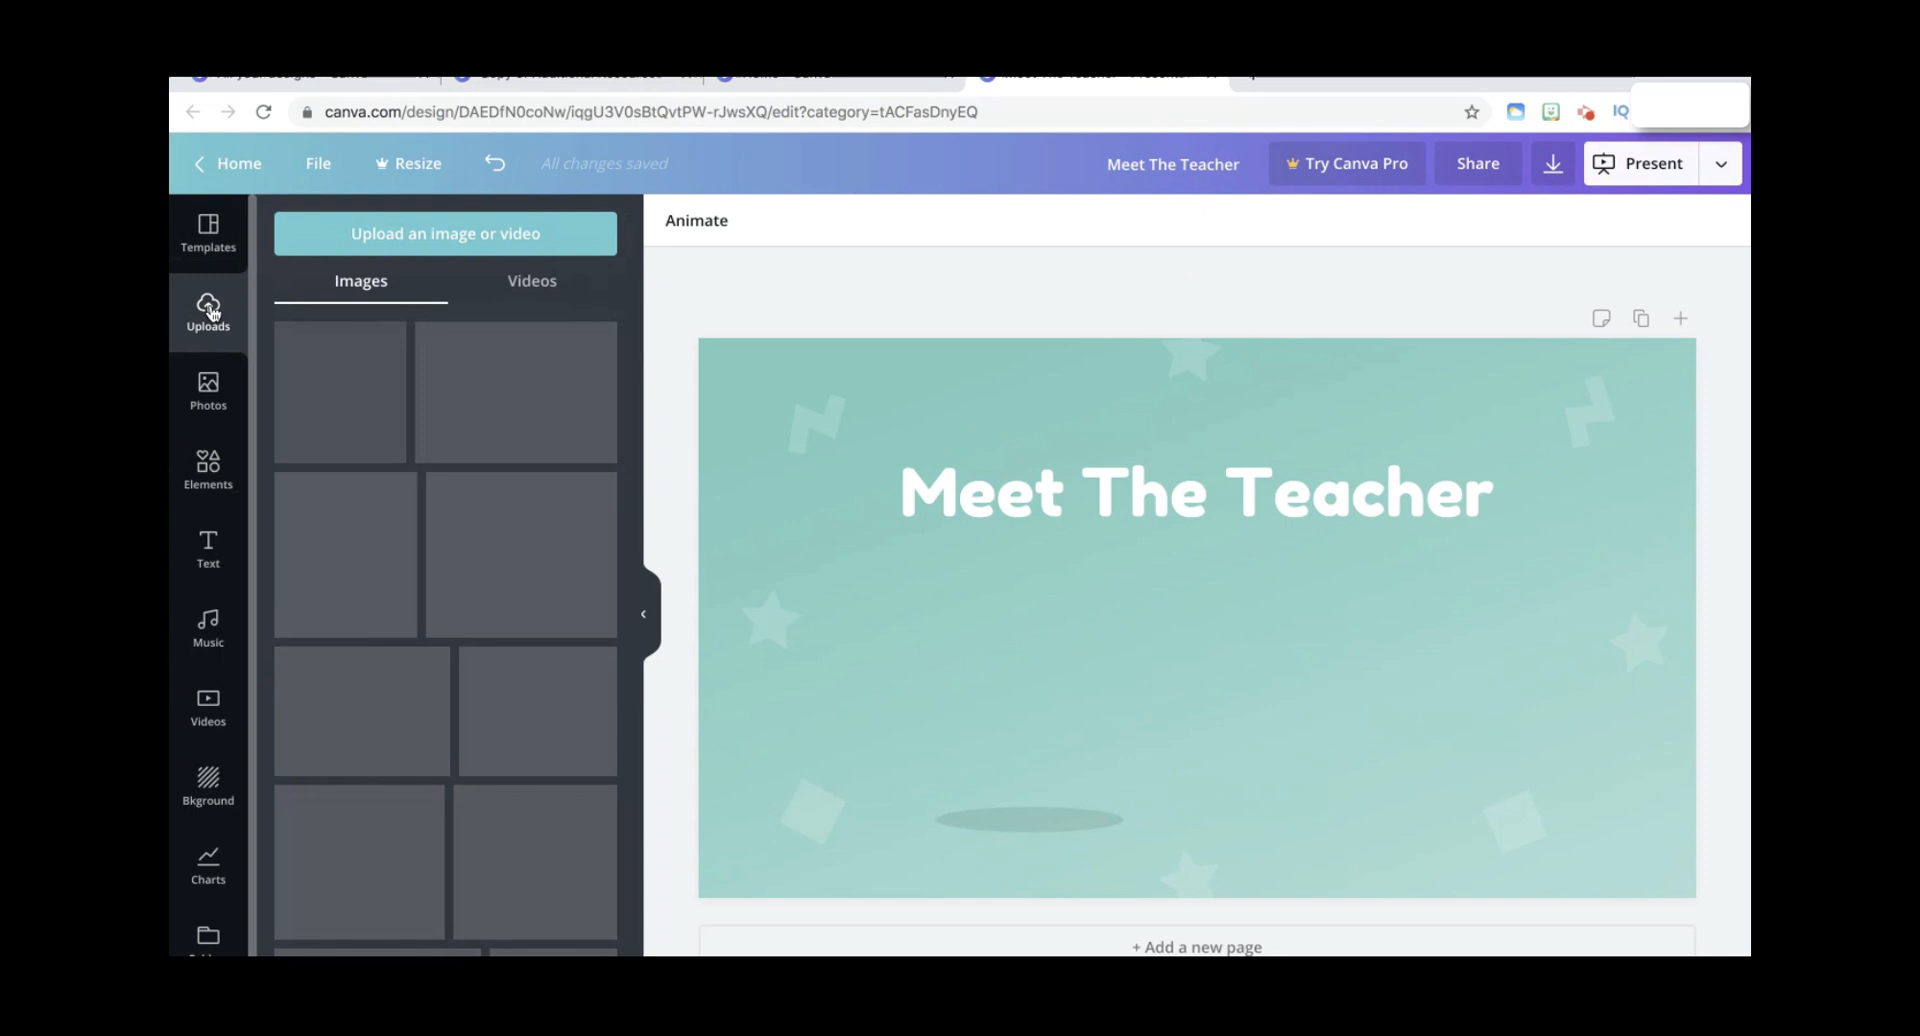 canva.com/design/DAEDfN0coNw/iqgU3V0sBtQvtPW-rJwsXQ/edit?category=tACFasDnyEQ
IQ
Home
File
Resize
All changes saved
Meet The Teacher
Try Canva Pro
Share
Present
Templates
Uploads
Photos
Elements
Text
Music
Videos
Bkground
Charts
Upload an image or video
Images
Videos
Animate
Meet The Teacher
+ Add a new page